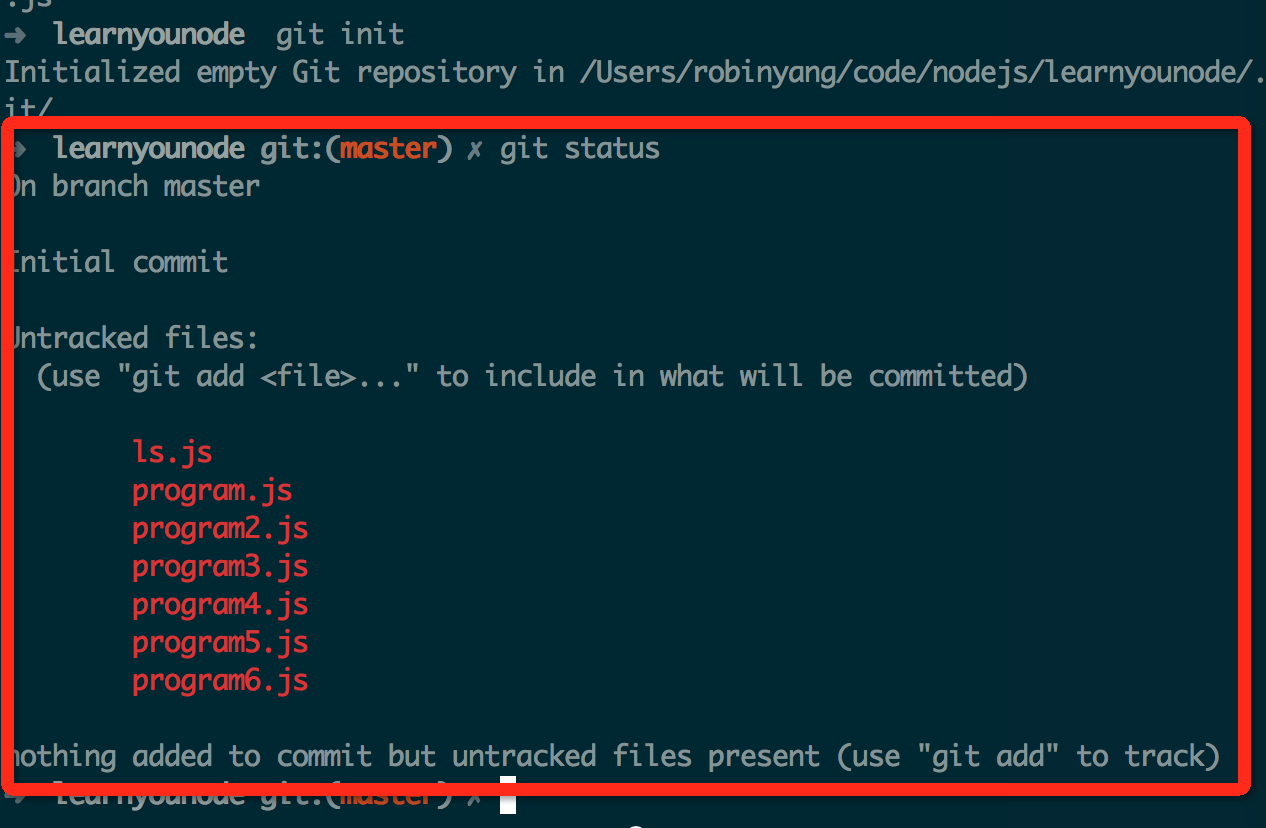 .js
➜  learnyounode  git init
Initialized empty Git repository in /Users/robinyang/code/nodejs/learnyounode/.
it/
➜  learnyounode git:(master) ✗ git status
On branch master
Initial commit
Untracked files:
  (use "git add <file>..." to include in what will be committed)
        ls.js
        program.js
        program2.js
        program3.js
        program4.js
        program5.js
        program6.js
nothing added to commit but untracked files present (use "git add" to track)
➜  learnyounode git:(master) ✗